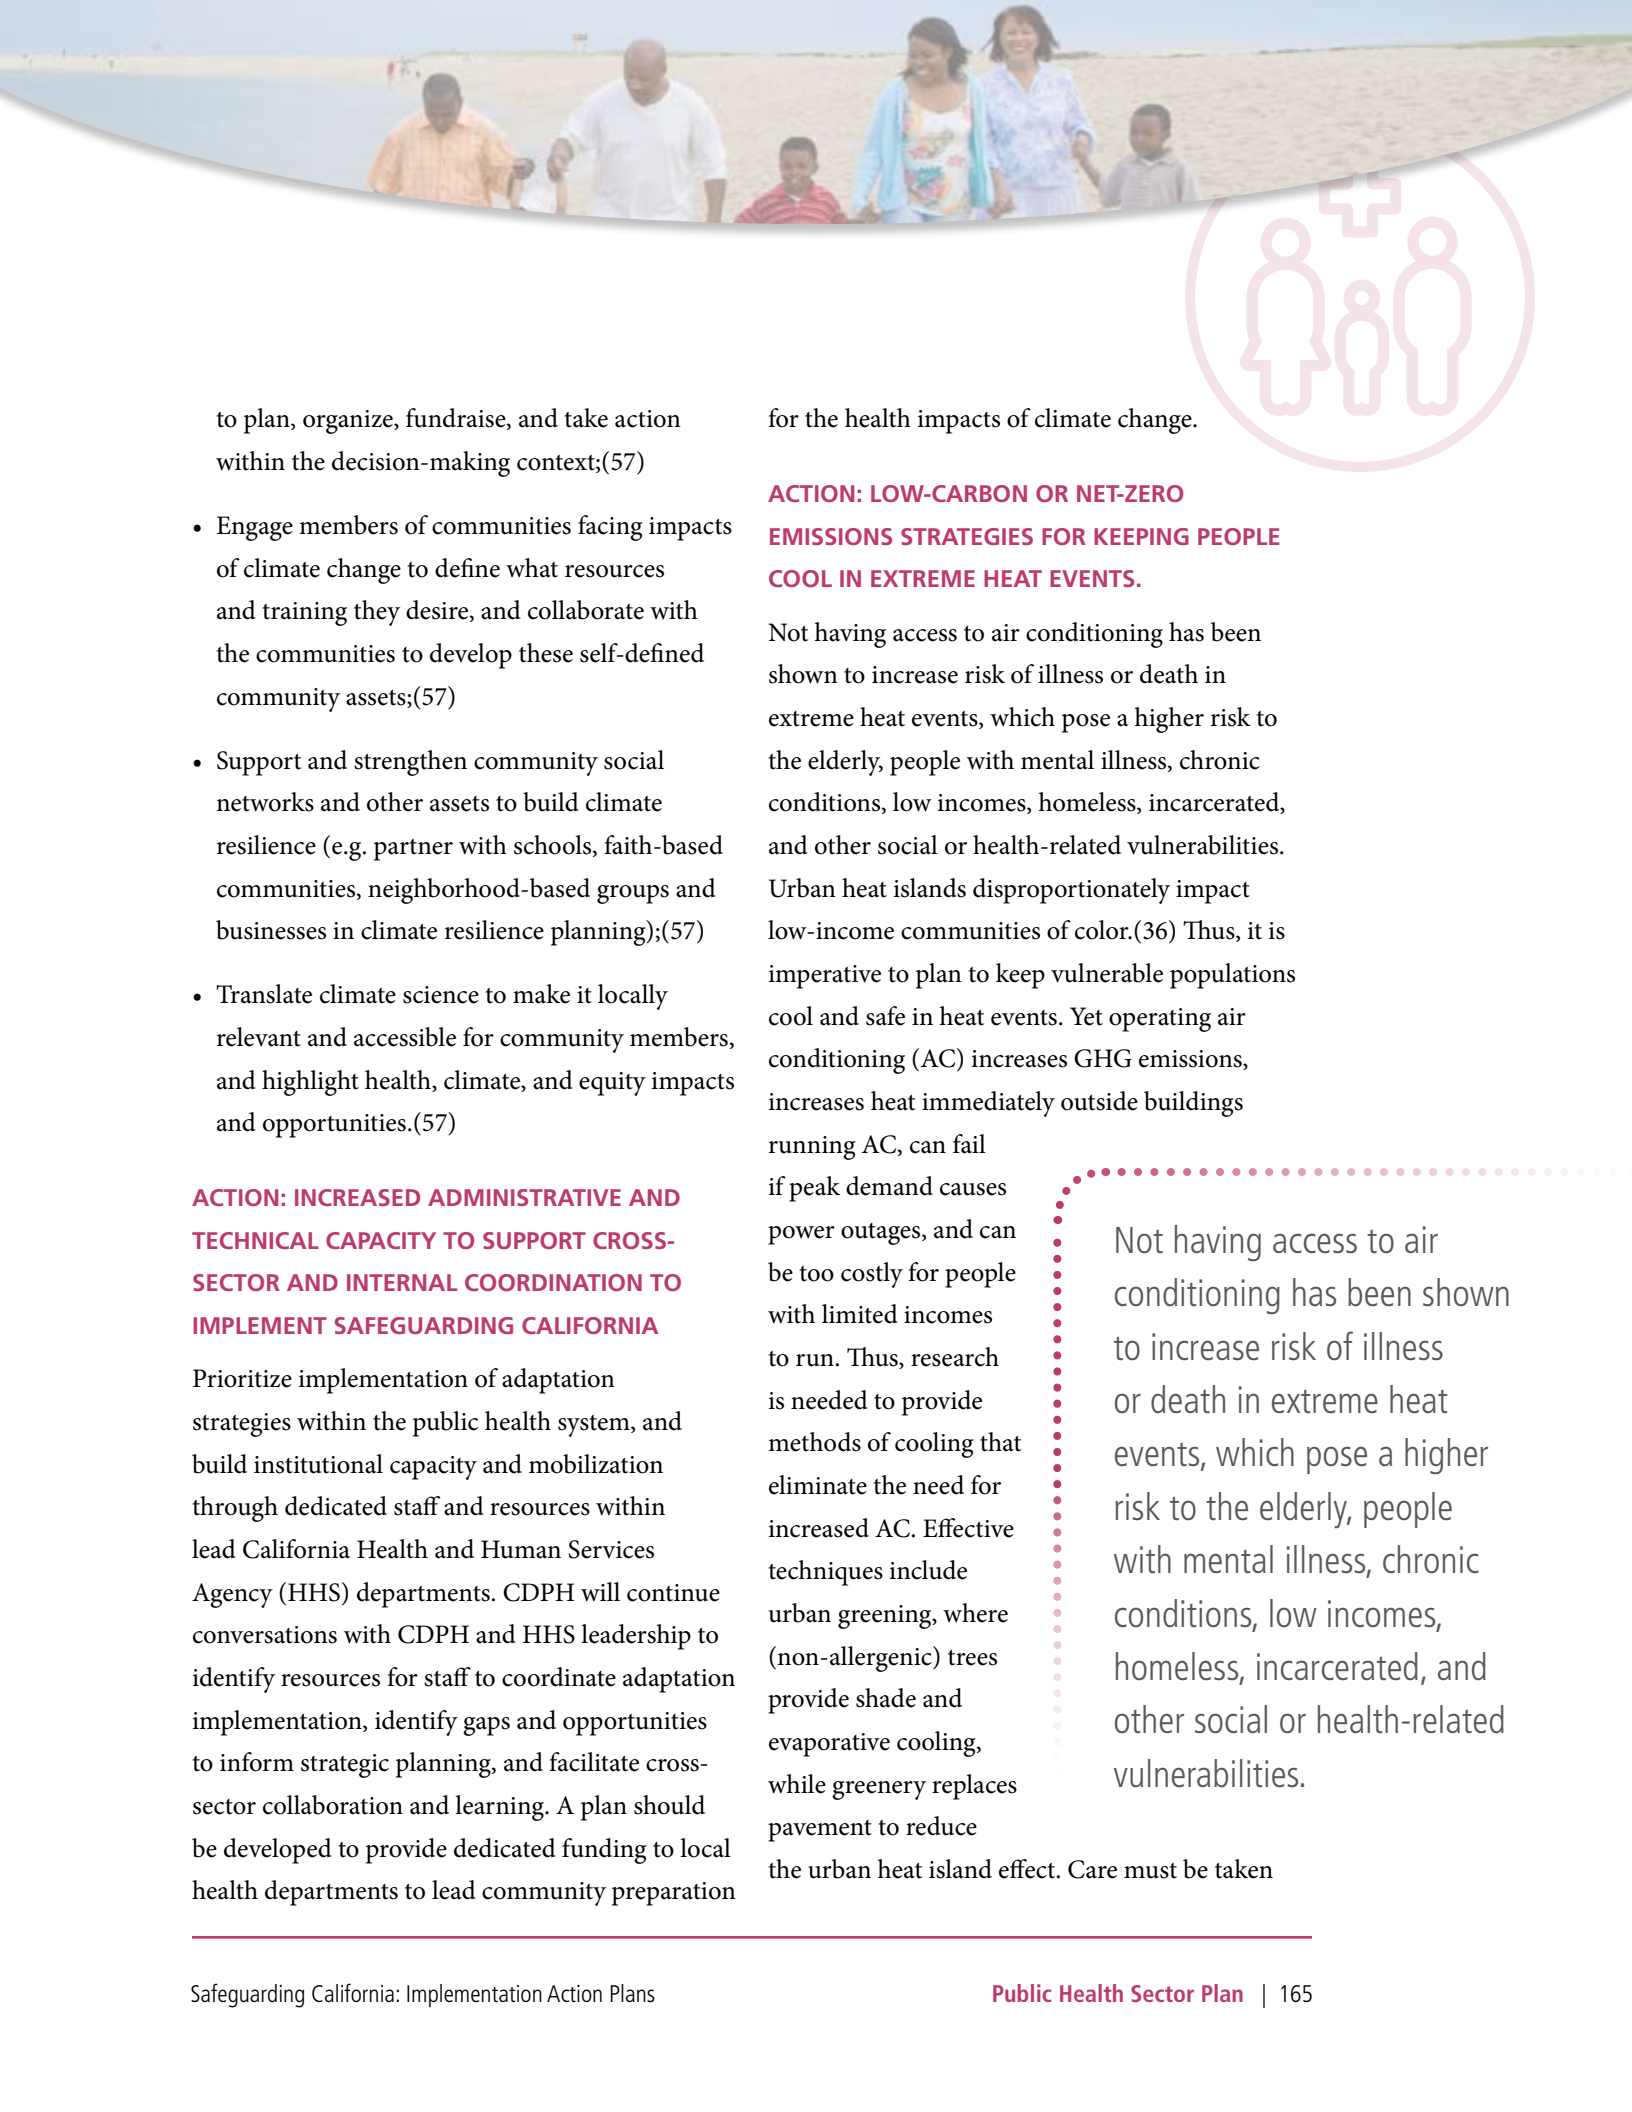 to plan, organize, fundraise, and take action
within the decision-making context;(57)
• Engage members of communities facing impacts
of climate change to define what resources
and training they desire, and collaborate with
the communities to develop these self-defined
community assets;(57)
• Support and strengthen community social
networks and other assets to build climate
resilience (e.g. partner with schools, faith-based
communities, neighborhood-based groups and
businesses in climate resilience planning);(57)
• Translate climate science to make it locally
relevant and accessible for community members,
and highlight health, climate, and equity impacts
and opportunities.(57)
ACTION: INCREASED ADMINISTRATIVE AND
TECHNICAL CAPACITY TO SUPPORT CROSS-
SECTOR AND INTERNAL COORDINATION TO
IMPLEMENT SAFEGUARDING CALIFORNIA
Prioritize implementation of adaptation
strategies within the public health system, and
build institutional capacity and mobilization
through dedicated staff and resources within
lead California Health and Human Services
Agency (HHS) departments. CDPH will continue
conversations with CDPH and HHS leadership to
identify resources for staff to coordinate adaptation
implementation, identify gaps and opportunities
to inform strategic planning, and facilitate cross-
sector collaboration and learning. A plan should
be developed to provide dedicated funding to local
health departments to lead community preparation
for the health impacts of climate change.
ACTION: LOW-CARBON OR NET-ZERO
EMISSIONS STRATEGIES FOR KEEPING PEOPLE
COOL IN EXTREME HEAT EVENTS.
Not having access to air conditioning has been
shown to increase risk of illness or death in
extreme heat events, which pose a higher risk to
the elderly, people with mental illness, chronic
conditions, low incomes, homeless, incarcerated,
and other social or health-related vulnerabilities.
Urban heat islands disproportionately impact
low-income communities of color.(36) Thus, it is
imperative to plan to keep vulnerable populations
cool and safe in heat events. Yet operating air
conditioning (AC) increases GHG emissions,
increases heat immediately outside buildings
running AC, can fail
if peak demand causes
power outages, and can
be too costly for people
with limited incomes
to run. Thus, research
is needed to provide
methods of cooling that
eliminate the need for
increased AC. Effective
techniques include
urban greening, where
(non-allergenic) trees
provide shade and
evaporative cooling,
while greenery replaces
pavement to reduce
the urban heat island effect. Care must be taken
Not having access to air
conditioning has been shown
to increase risk of illness
or death in extreme heat
events, which pose a higher
risk to the elderly, people
with mental illness, chronic
conditions, low incomes,
homeless, incarcerated, and
other social or health-related
vulnerabilities.
Safeguarding California: Implementation Action Plans
Public Health Sector Plan | 165